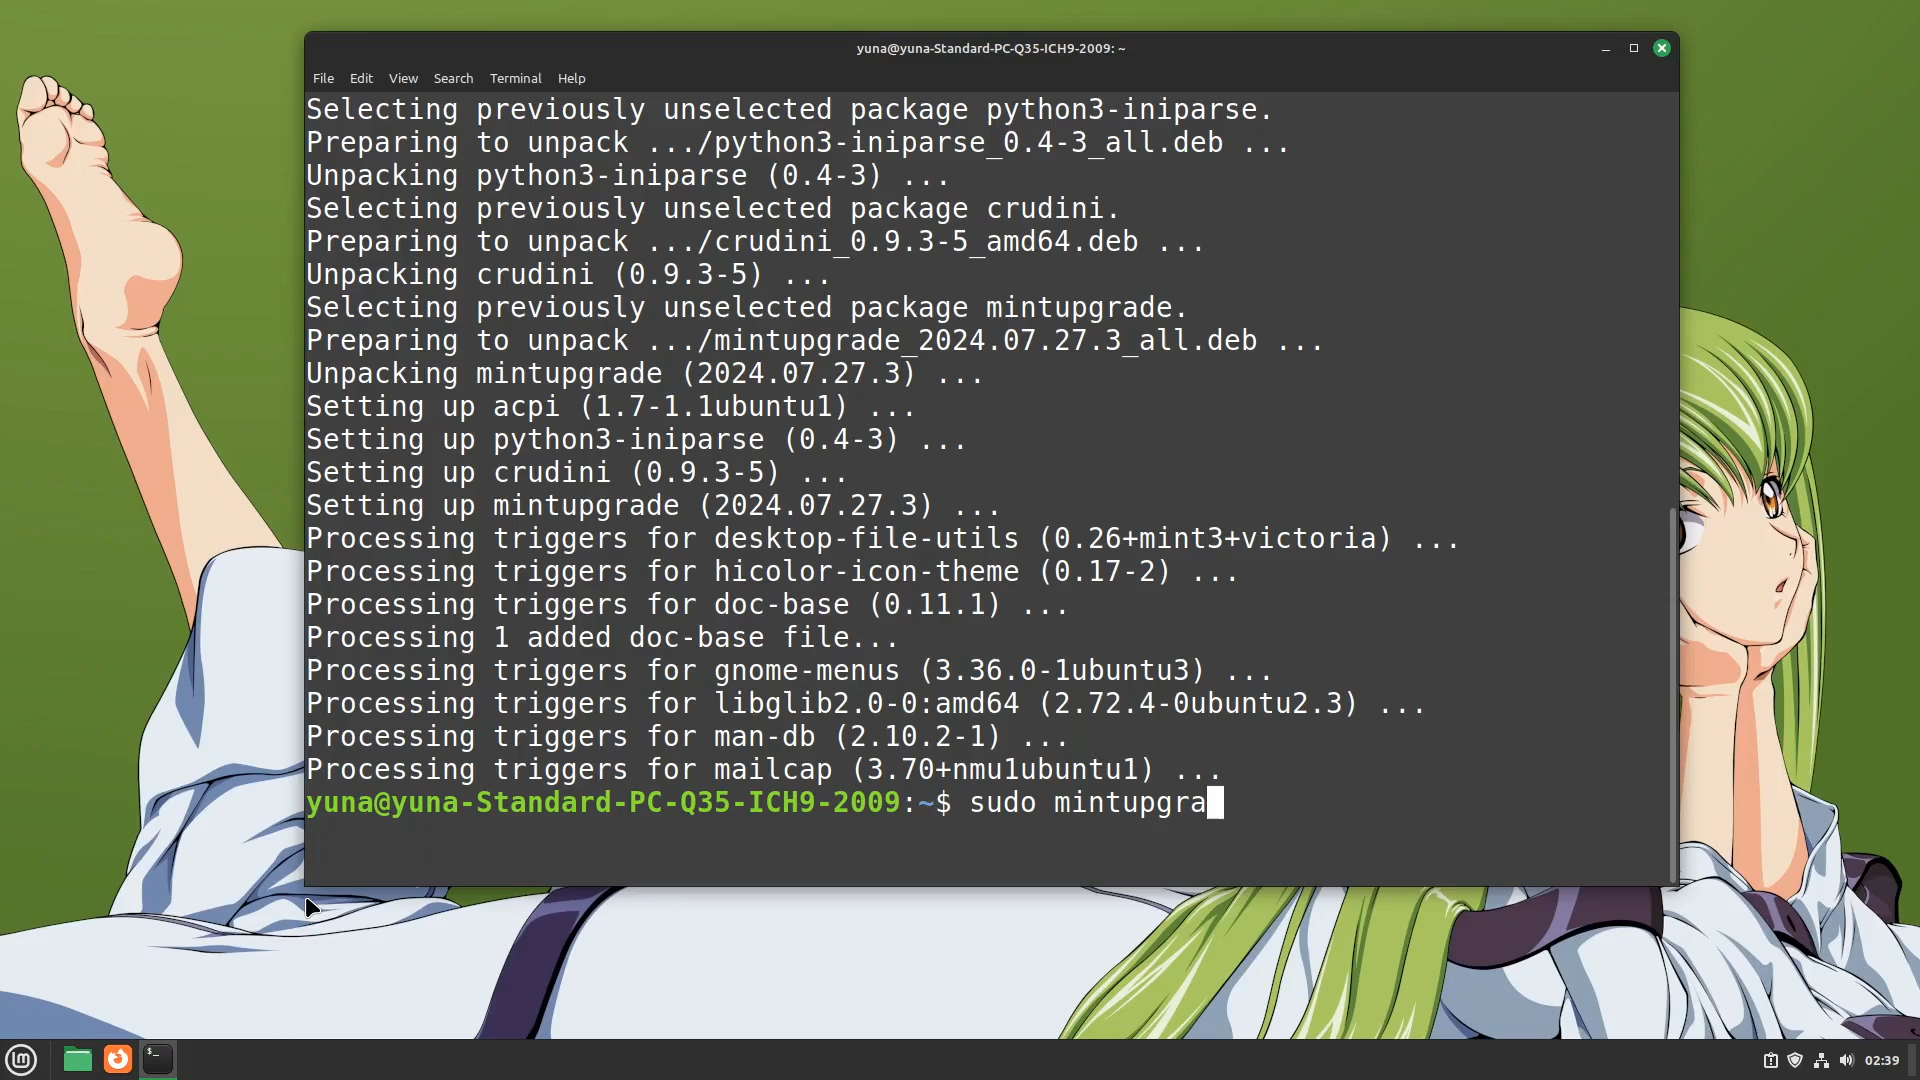 yuna@yuna-Standard-PC-Q35-ICH9-2009: ~
File Edit View Search Terminal Help
Selecting previously unselected package python3-iniparse.
Preparing to unpack .../python3-iniparse_0.4-3_all.deb ...
Unpacking python3-iniparse (0.4-3) ...
Selecting previously unselected package crudini.
Preparing to unpack .../crudini_0.9.3-5_amd64.deb ...
Unpacking crudini (0.9.3-5) ...
Selecting previously unselected package mintupgrade.
Preparing to unpack .../mintupgrade_2024.07.27.3_all.deb ...
Unpacking mintupgrade (2024.07.27.3) ...
Setting up acpi (1.7-1.1ubuntu1) ...
Setting up python3-iniparse (0.4-3) ...
Setting up crudini (0.9.3-5) ...
Setting up mintupgrade (2024.07.27.3) ...
Processing triggers for desktop-file-utils (0.26+mint3+victoria) ...
Processing triggers for hicolor-icon-theme (0.17-2) ...
Processing triggers for doc-base (0.11.1) ...
Processing 1 added doc-base file...
Processing triggers for gnome-menus (3.36.0-1ubuntu3) ...
Processing triggers for libglib2.0-0:amd64 (2.72.4-0ubuntu2.3) ...
Processing triggers for man-db (2.10.2-1) ...
Processing triggers for mailcap (3.70+nmu1ubuntu1) ...
yuna@yuna-Standard-PC-Q35-ICH9-2009:~$ sudo mintupgra
02:39